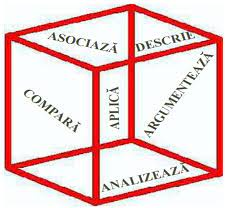 ASOCIAZĂ
DESCRIE
COMPARĂ
APLICĂ
ARGUMENTEAZĂ
ANALIZEAZĂ